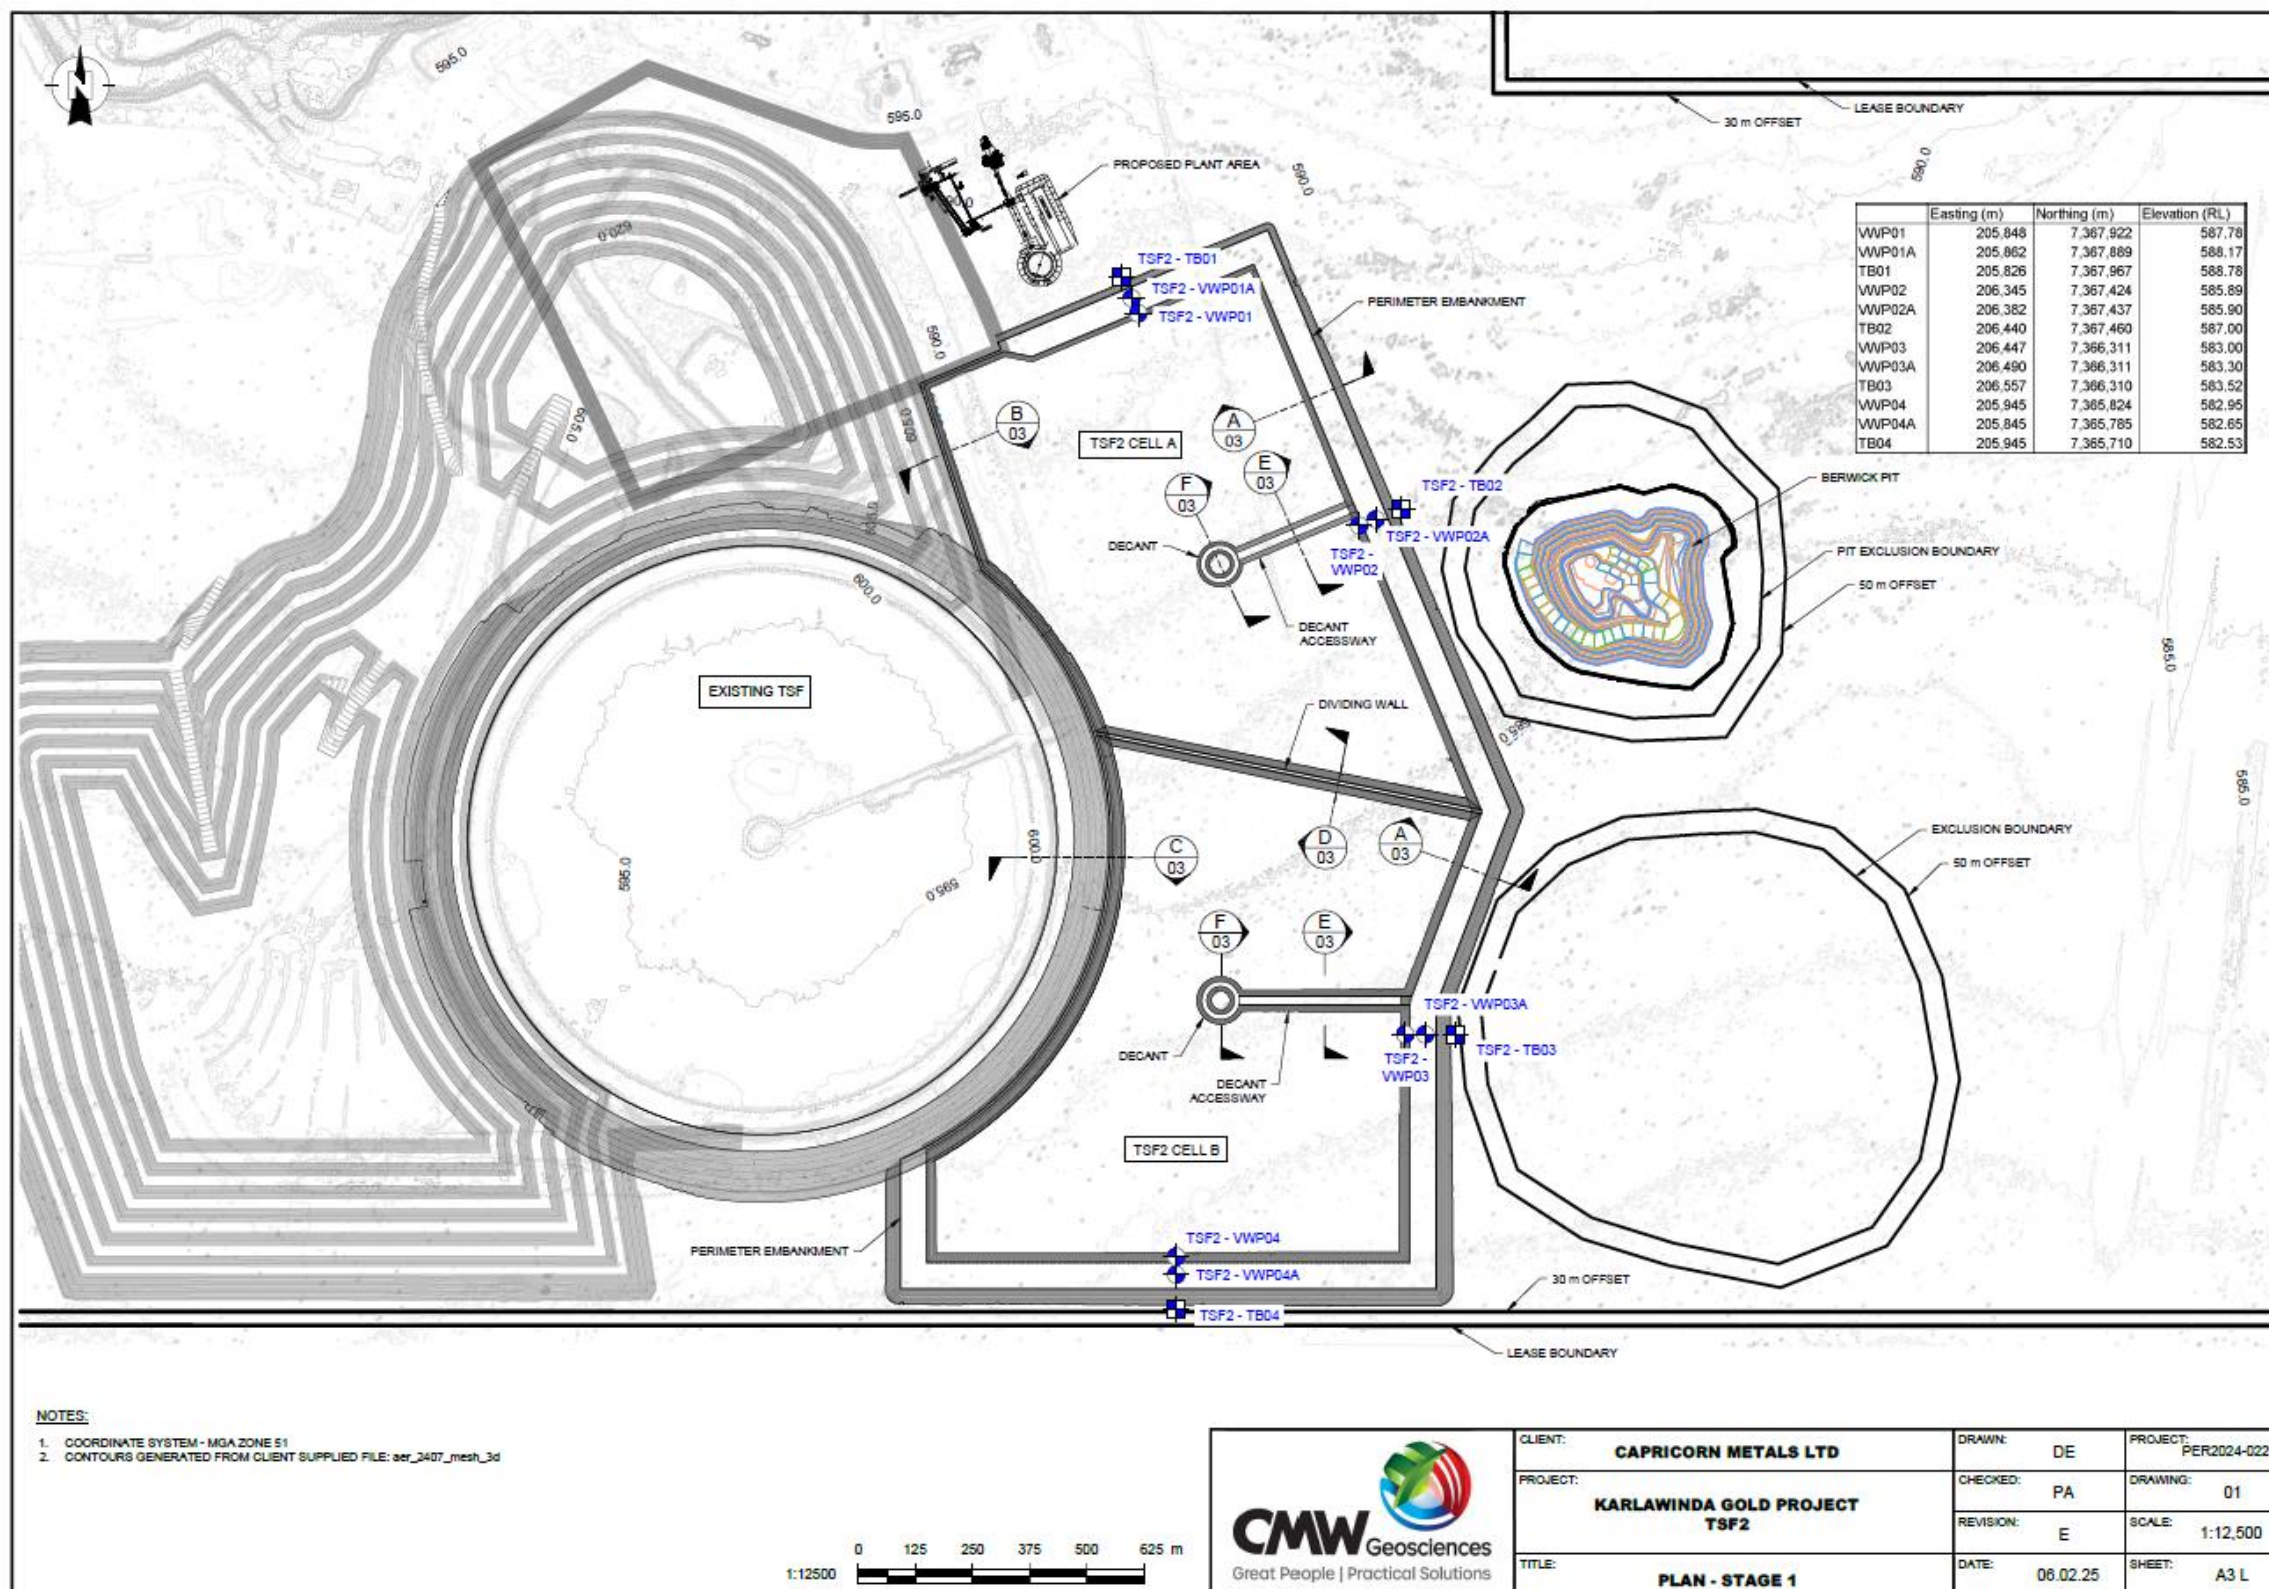 N
595.0
595.0
LEASE BOUNDARY
30 m OFFSET
PROPOSED PLANT AREA
590.0
590.0
620.0
Easting (m) Northing (m) Elevation (RL)
VWP01 205,848 7,367,922 587.78
VWP01A 205,862 7,367,889 588.17
TB01 205,826 7,367,967 588.78
VWP02 206,345 7,367,424 585.89
VWP02A 206,382 7,367,437 585.90
TB02 206,440 7,367,460 587.00
VWP03 206,447 7,366,311 583.00
VWP03A 206,490 7,366,311 583.30
TB03 206,557 7,366,310 583.52
VWP04 205,945 7,365,824 582.95
VWP04A 205,845 7,365,785 582.65
TB04 205,945 7,365,710 582.53
TSF2 - TB01
TSF2 - VWP01A
TSF2 - VWP01
PERIMETER EMBANKMENT
590.0
605.0
605.0
B
03
TSF2 CELL A
A
03
E
03
F
03
TSF2 - TB02
BERWICK PIT
DECANT
TSF2 - VWP02A
TSF2 -
VWP02
PIT EXCLUSION BOUNDARY
50 m OFFSET
600.0
DECANT
ACCESSWAY
585.0
EXISTING TSF
DIVIDING WALL
585.0
585.0
EXCLUSION BOUNDARY
50 m OFFSET
C
03
D
03
A
03
600.0
595.0
595.0
F
03
E
03
TSF2 - VWP03A
TSF2 - TB03
TSF2 -
VWP03
DECANT
DECANT
ACCESSWAY
TSF2 CELL B
PERIMETER EMBANKMENT
TSF2 - VWP04
TSF2 - VWP04A
TSF2 - TB04
30 m OFFSET
LEASE BOUNDARY
NOTES:
1. COORDINATE SYSTEM - MGA ZONE 51
2. CONTOURS GENERATED FROM CLIENT SUPPLIED FILE: aer_2407_mesh_3d
0 125 250 375 500 625 m
1:12500
CMW Geosciences
Great People | Practical Solutions
CLIENT: CAPRICORN METALS LTD
PROJECT: KARLAWINDA GOLD PROJECT
TSF2
TITLE: PLAN - STAGE 1
DRAWN: DE
PROJECT: PER2024-022
CHECKED: PA
DRAWING: 01
REVISION: E
SCALE: 1:12,500
DATE: 06.02.25
SHEET: A3 L